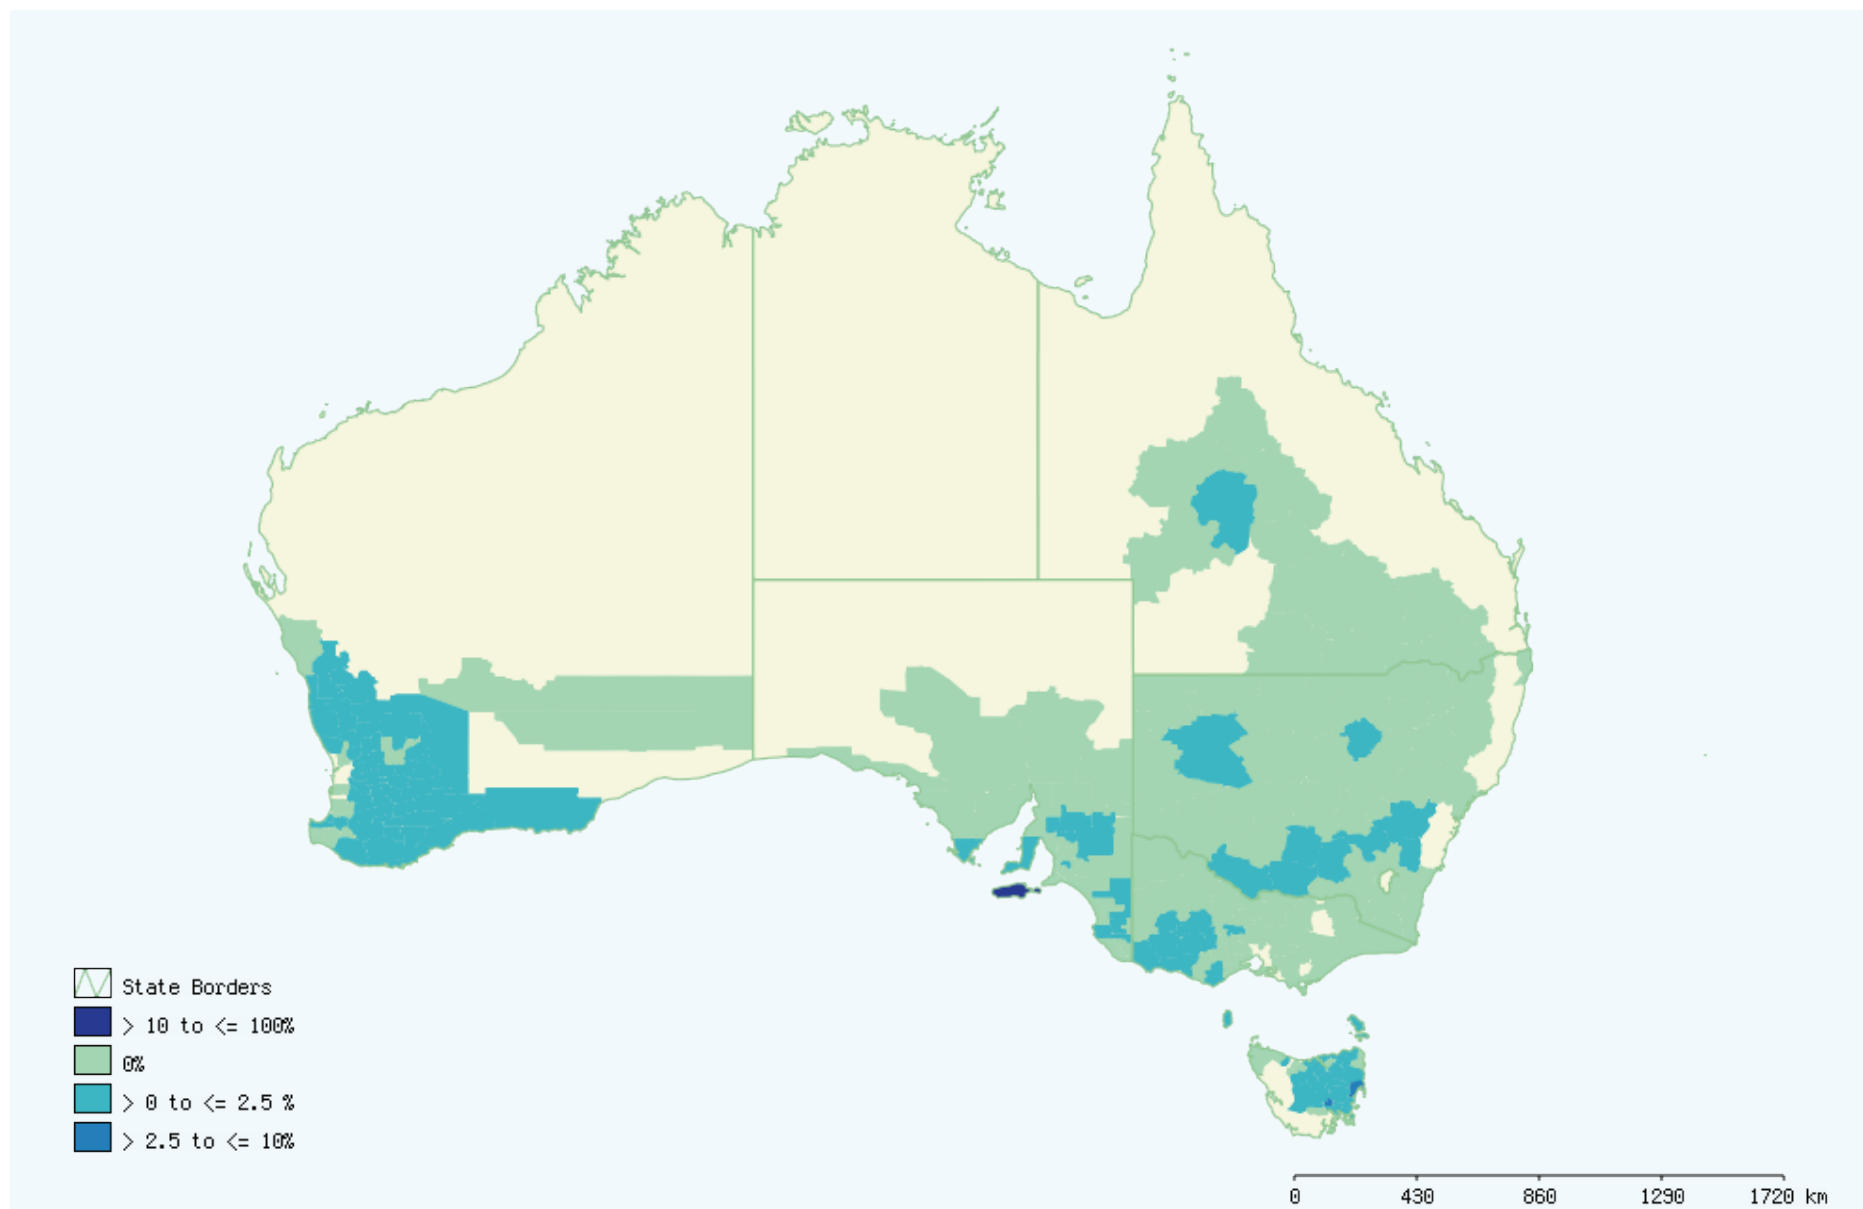 State Borders
> 10 to <= 100%
0%
> 0 to <= 2.5 %
> 2.5 to <= 10%
0 430 860 1290 1720 km